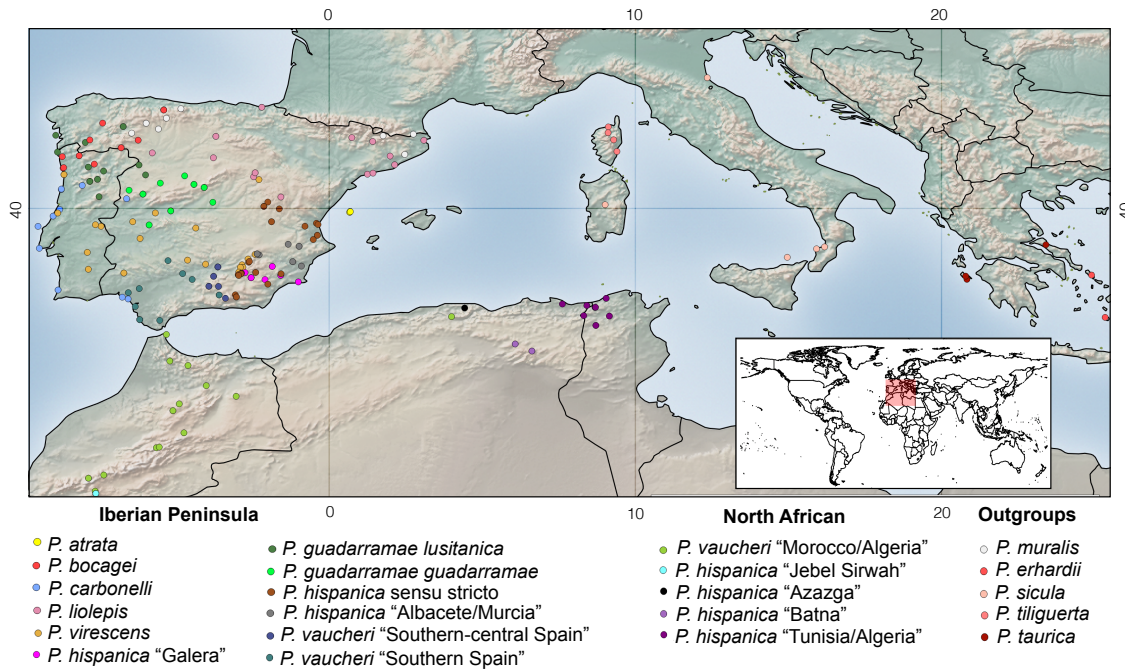 0 10 20
40 40
0 10 20
Iberian Peninsula
P. atrata
P. bocagei
P. carbonelli
P. liolepis
P. virescens
P. hispanica “Galera”
P. guadarramae lusitanica
P. guadarramae guadarramae
P. hispanica sensu stricto
P. hispanica “Albacete/Murcia”
P. vaucheri “Southern-central Spain”
P. vaucheri “Southern Spain”
North African
P. vaucheri “Morocco/Algeria”
P. hispanica “Jebel Sirwah”
P. hispanica “Azazga”
P. hispanica “Batna”
P. hispanica “Tunisia/Algeria”
Outgroups
P. muralis
P. erhardii
P. sicula
P. tiliguerta
P. taurica